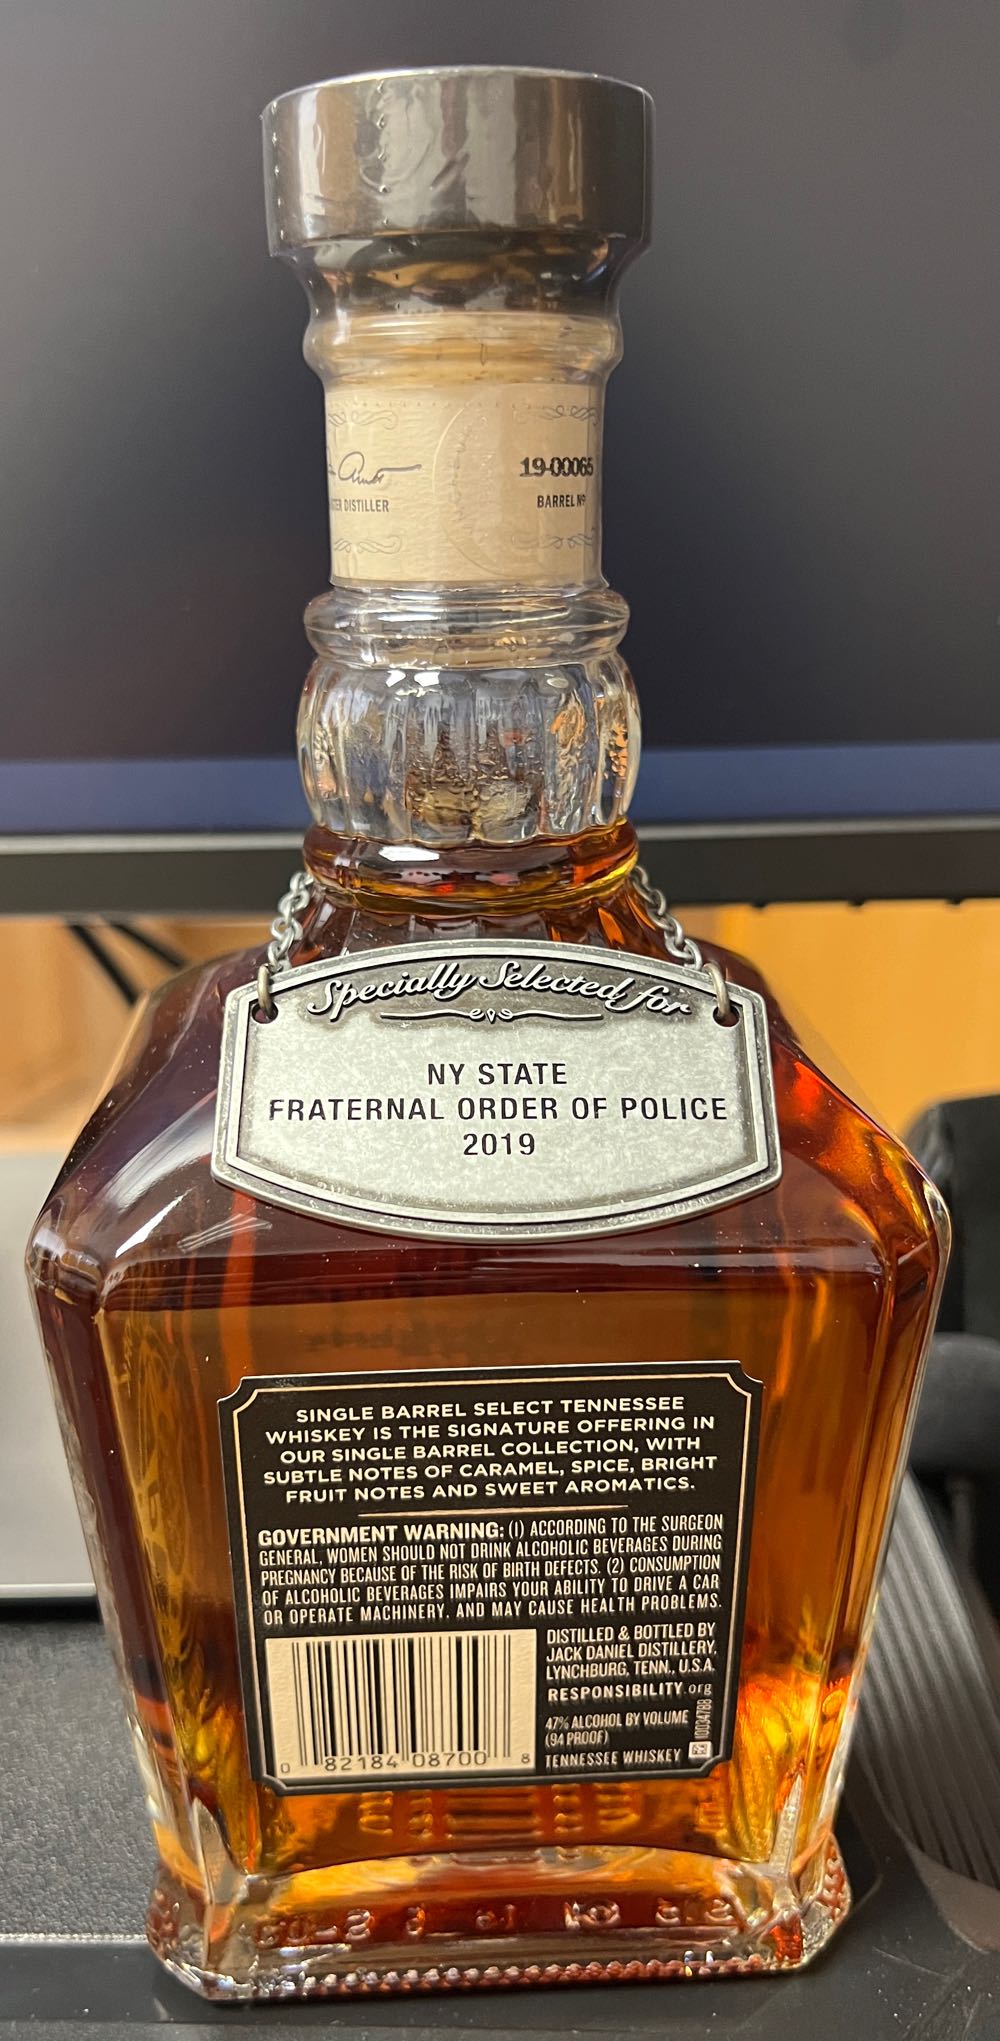 19-00065
TER DISTILLER
BARREL Nº
Specially Selected for
NY STATE
FRATERNAL ORDER OF POLICE
2019
SINGLE BARREL SELECT TENNESSEE
WHISKEY IS THE SIGNATURE OFFERING IN
OUR SINGLE BARREL COLLECTION, WITH
SUBTLE NOTES OF CARAMEL, SPICE, BRIGHT
FRUIT NOTES AND SWEET AROMATICS.
GOVERNMENT WARNING: (1) ACCORDING TO THE SURGEON
GENERAL, WOMEN SHOULD NOT DRINK ALCOHOLIC BEVERAGES DURING
PREGNANCY BECAUSE OF THE RISK OF BIRTH DEFECTS. (2) CONSUMPTION
OF ALCOHOLIC BEVERAGES IMPAIRS YOUR ABILITY TO DRIVE A CAR
OR OPERATE MACHINERY, AND MAY CAUSE HEALTH PROBLEMS.
DISTILLED & BOTTLED BY
JACK DANIEL DISTILLERY,
LYNCHBURG, TENN., U.S.A.
RESPONSIBILITY.org
47% ALCOHOL BY VOLUME
(94 PROOF)
TENNESSEE WHISKEY
10034788
0 82184 08700 8